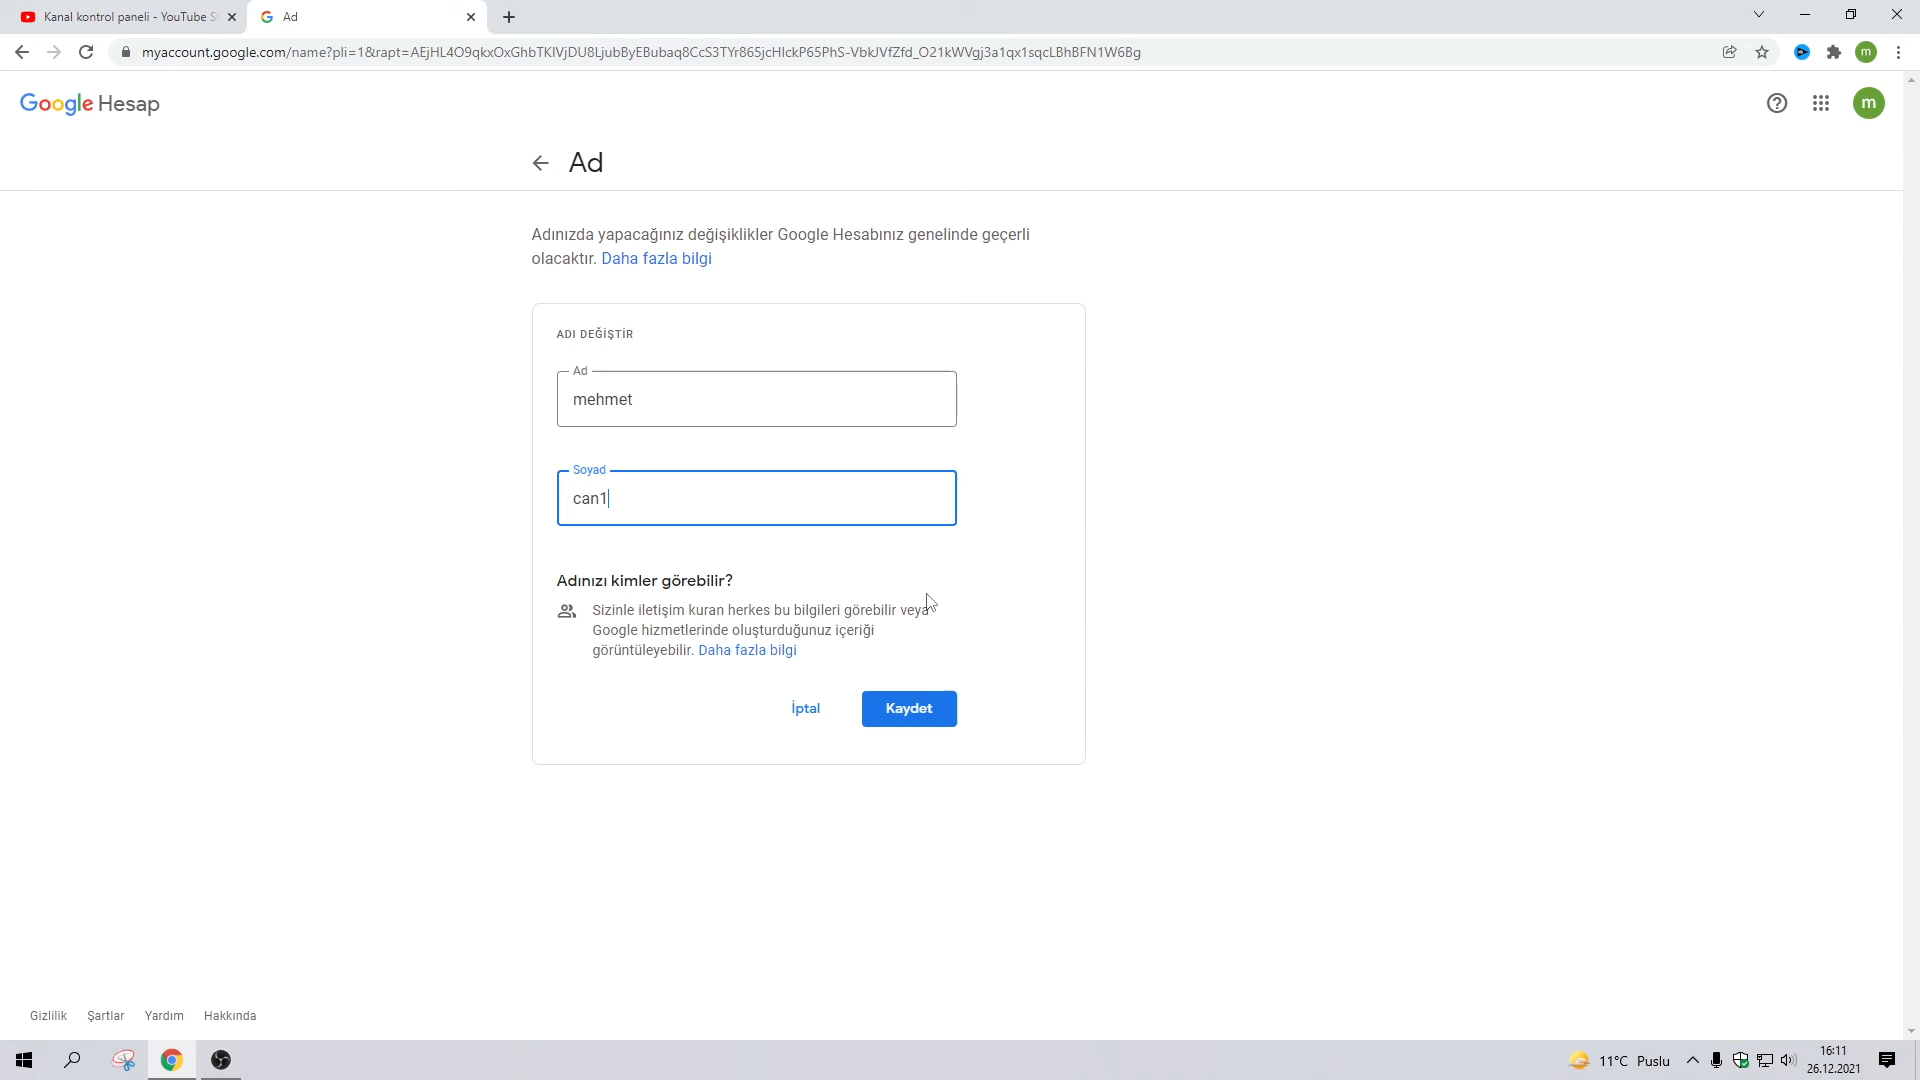 Kanal kontrol paneli - YouTube S
Ad
myaccount.google.com/name?pli=1&rapt=AEjHL4O9qkxOxGhbTKIVjDU8LjubByEBubaq8CcS3TYr865jcHIckP65PhS-VbkJVfZfd_O21kWVgj3a1qx1sqcLBhBFN1W6Bg
m
Google Hesap
m
Ad
Adınızda yapacağınız değişiklikler Google Hesabınız genelinde geçerli
olacaktır. Daha fazla bilgi
ADI DEĞİŞTİR
Ad
mehmet
Soyad
can1
Adınızı kimler görebilir?
Sizinle iletişim kuran herkes bu bilgileri görebilir veya
Google hizmetlerinde oluşturduğunuz içeriği
görüntüleyebilir. Daha fazla bilgi
İptal
Kaydet
Gizlilik Şartlar Yardım Hakkında
11°C Puslu
16:11
26.12.2021